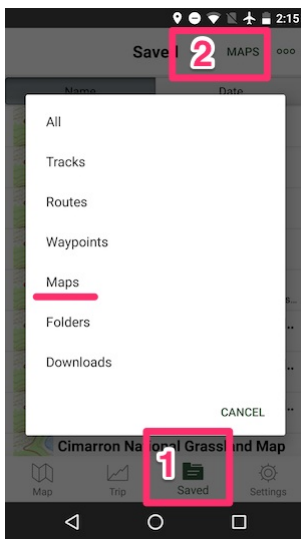 2:15
Saved 2 MAPS
Name Date
All
Tracks
Routes
Waypoints
Maps
Folders
Downloads
CANCEL
Cimarron National Grassland Map
1
Map Trip Saved Settings